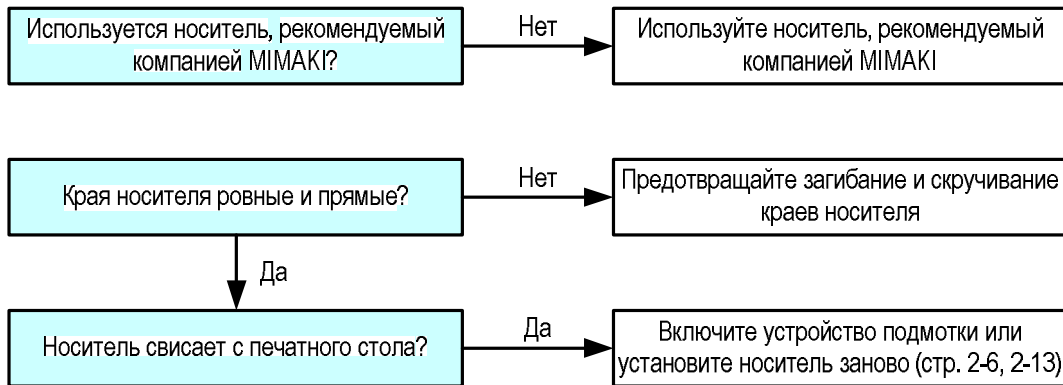 Используется носитель, рекомендуемый
компанией MIMAKI?
Нет
Используйте носитель, рекомендуемый
компанией MIMAKI
Края носителя ровные и прямые?
Нет
Предотвращайте загибание и скручивание
краев носителя
Да
Носитель свисает с печатного стола?
Да
Включите устройство подмотки или
установите носитель заново (стр. 2-6, 2-13)